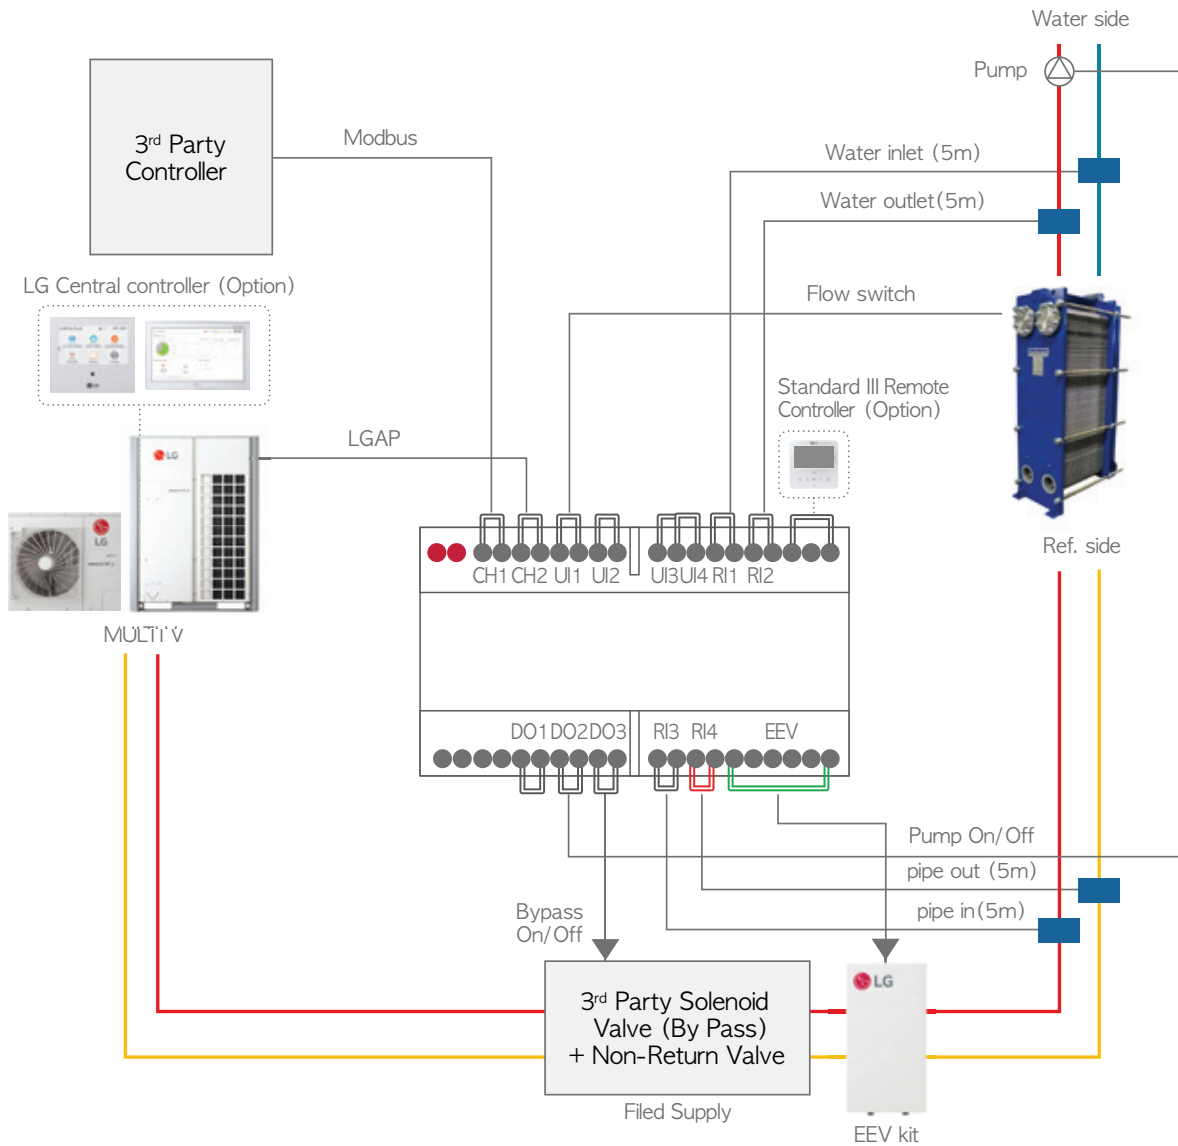 Water side
Pump
3rd Party
Controller
Modbus
Water inlet (5m)
Water outlet(5m)
LG Central controller (Option)
Flow switch
LG
Standard III Remote
Controller (Option)
LGAP
LG
LG
CH1 CH2 UI1 UI2 UI3 UI4 RI1 RI2
Ref. side
MULTI V
DO1 DO2 DO3 RI3 RI4 EEV
Pump On/Off
pipe out (5m)
pipe in(5m)
Bypass
On/Off
LG
3rd Party Solenoid
Valve (By Pass)
+ Non-Return Valve
Filed Supply
EEV kit